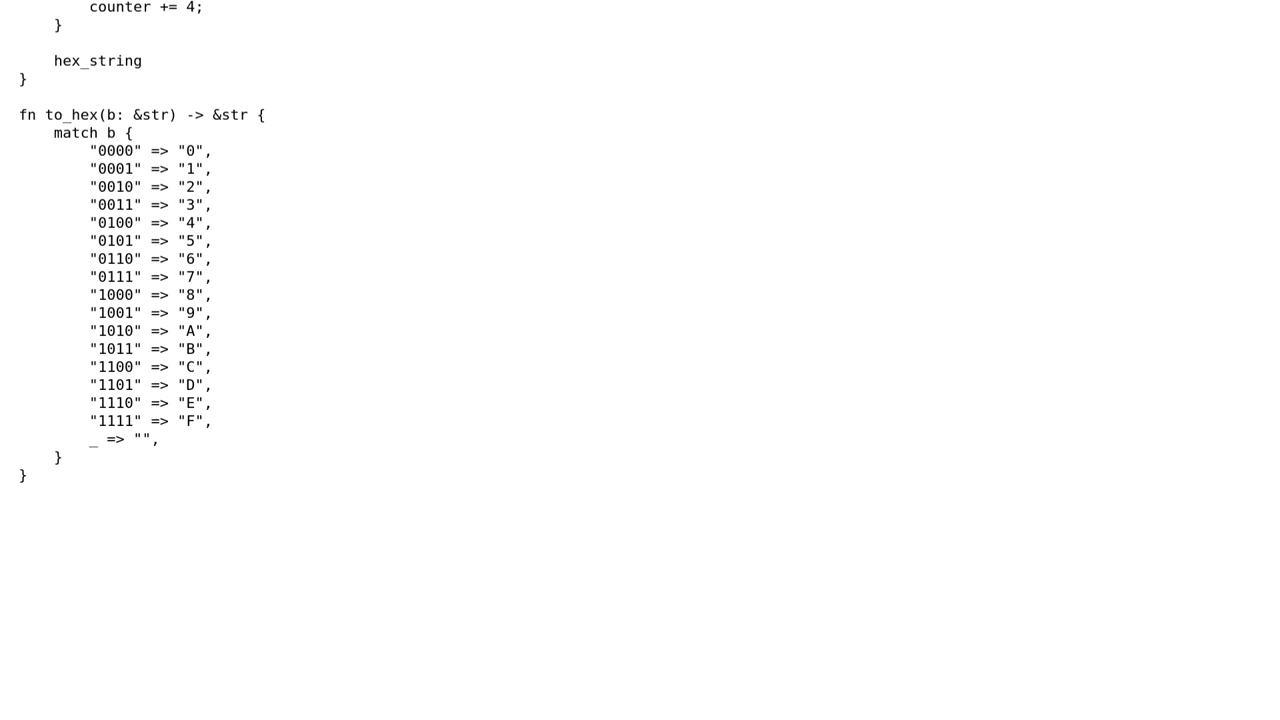 counter += 4;
    }

    hex_string
}

fn to_hex(b: &str) -> &str {
    match b {
        "0000" => "0",
        "0001" => "1",
        "0010" => "2",
        "0011" => "3",
        "0100" => "4",
        "0101" => "5",
        "0110" => "6",
        "0111" => "7",
        "1000" => "8",
        "1001" => "9",
        "1010" => "A",
        "1011" => "B",
        "1100" => "C",
        "1101" => "D",
        "1110" => "E",
        "1111" => "F",
        _ => "",
    }
}